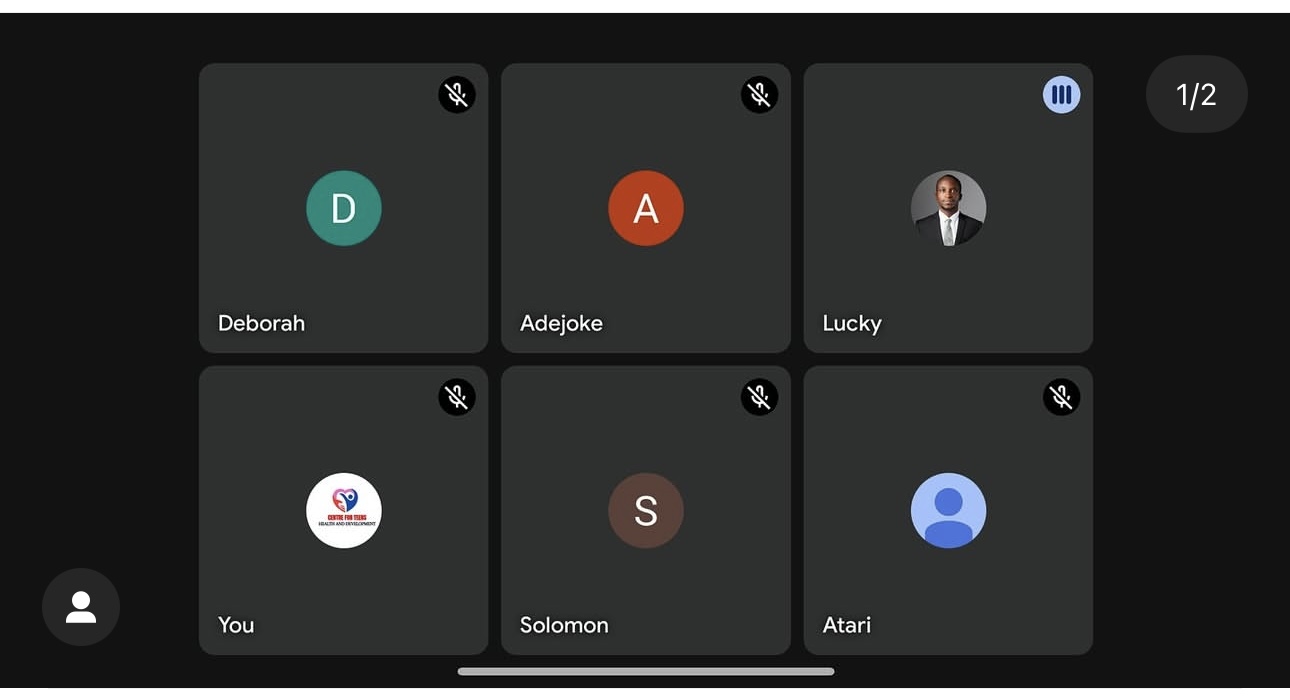 1/2
D
A
Deborah
Adejoke
Lucky
CENTRE FOR TEENS
HEALTH AND DEVELOPMENT
S
You
Solomon
Atari